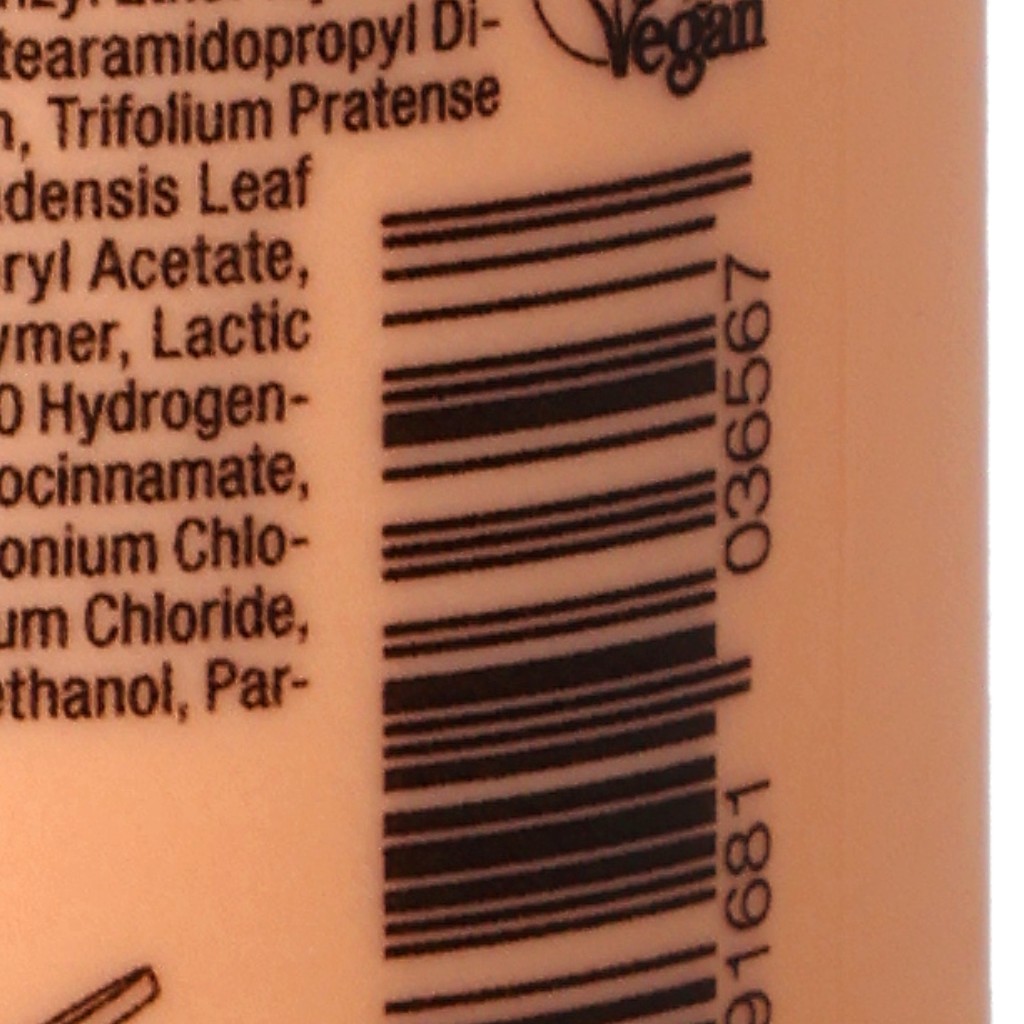 tearamidopropyl Di-
n, Trifolium Pratense
densis Leaf
ryl Acetate,
ymer, Lactic
0 Hydrogen-
ocinnamate,
onium Chlo-
um Chloride,
ethanol, Par-
Vegan
91681 036567